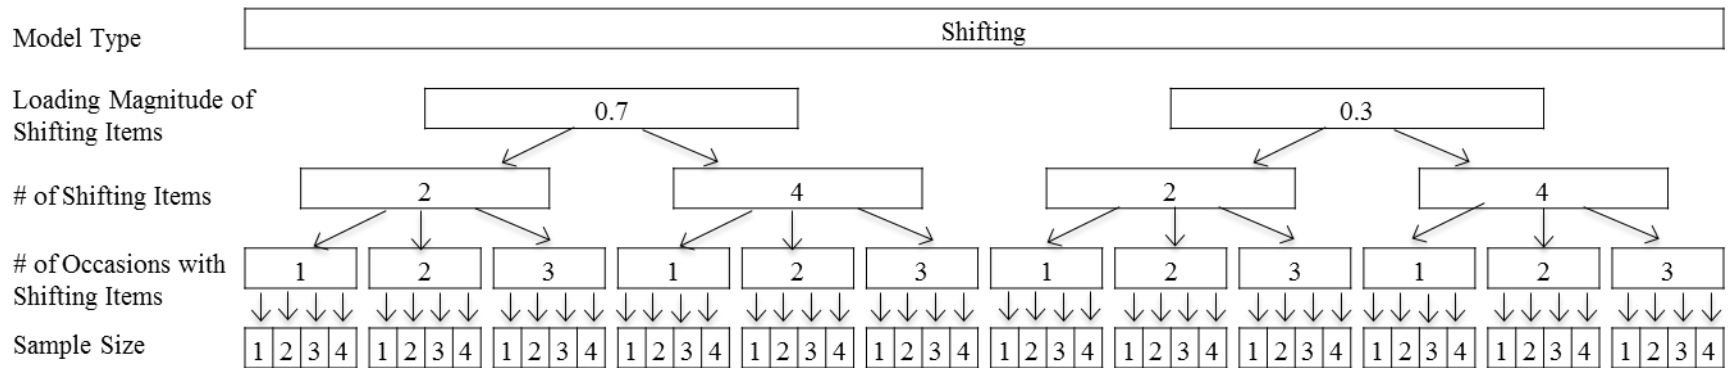 Model Type
Shifting
Loading Magnitude of
Shifting Items
0.7 0.3
# of Shifting Items
2 4 2 4
# of Occasions with
Shifting Items
1 2 3 1 2 3 1 2 3 1 2 3
Sample Size
1 2 3 4 1 2 3 4 1 2 3 4 1 2 3 4 1 2 3 4 1 2 3 4 1 2 3 4 1 2 3 4 1 2 3 4 1 2 3 4 1 2 3 4 1 2 3 4